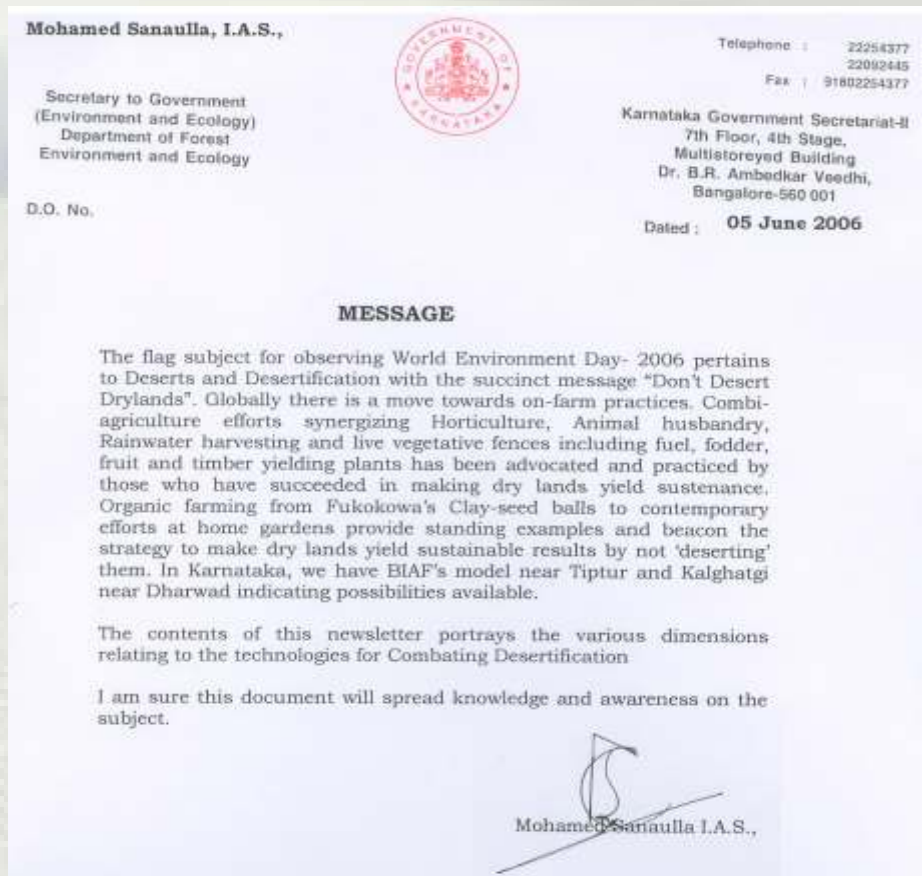 Mohamed Sanaulla, I.A.S.,
Secretary to Government
(Environment and Ecology)
Department of Forest
Environment and Ecology
D.O. No.
GOVERNMENT OF
KARNATAKA
Telephone : 22254377
22092445
Fax : 91802254377
Karnataka Government Secretariat-II
7th Floor, 4th Stage,
Multistoreyed Building
Dr. B.R. Ambedkar Veedhi,
Bangalore-560 001
Dated : 05 June 2006
MESSAGE
The flag subject for observing World Environment Day- 2006 pertains
to Deserts and Desertification with the succinct message “Don’t Desert
Drylands”. Globally there is a move towards on-farm practices. Combi-
agriculture efforts synergizing Horticulture, Animal husbandry,
Rainwater harvesting and live vegetative fences including fuel, fodder,
fruit and timber yielding plants has been advocated and practiced by
those who have succeeded in making dry lands yield sustenance.
Organic farming from Fukokowa’s Clay-seed balls to contemporary
efforts at home gardens provide standing examples and beacon the
strategy to make dry lands yield sustainable results by not ‘deserting’
them. In Karnataka, we have BIAF’s model near Tiptur and Kalghatgi
near Dharwad indicating possibilities available.
The contents of this newsletter portrays the various dimensions
relating to the technologies for Combating Desertification
I am sure this document will spread knowledge and awareness on the
subject.
Mohamed Sanaulla I.A.S.,